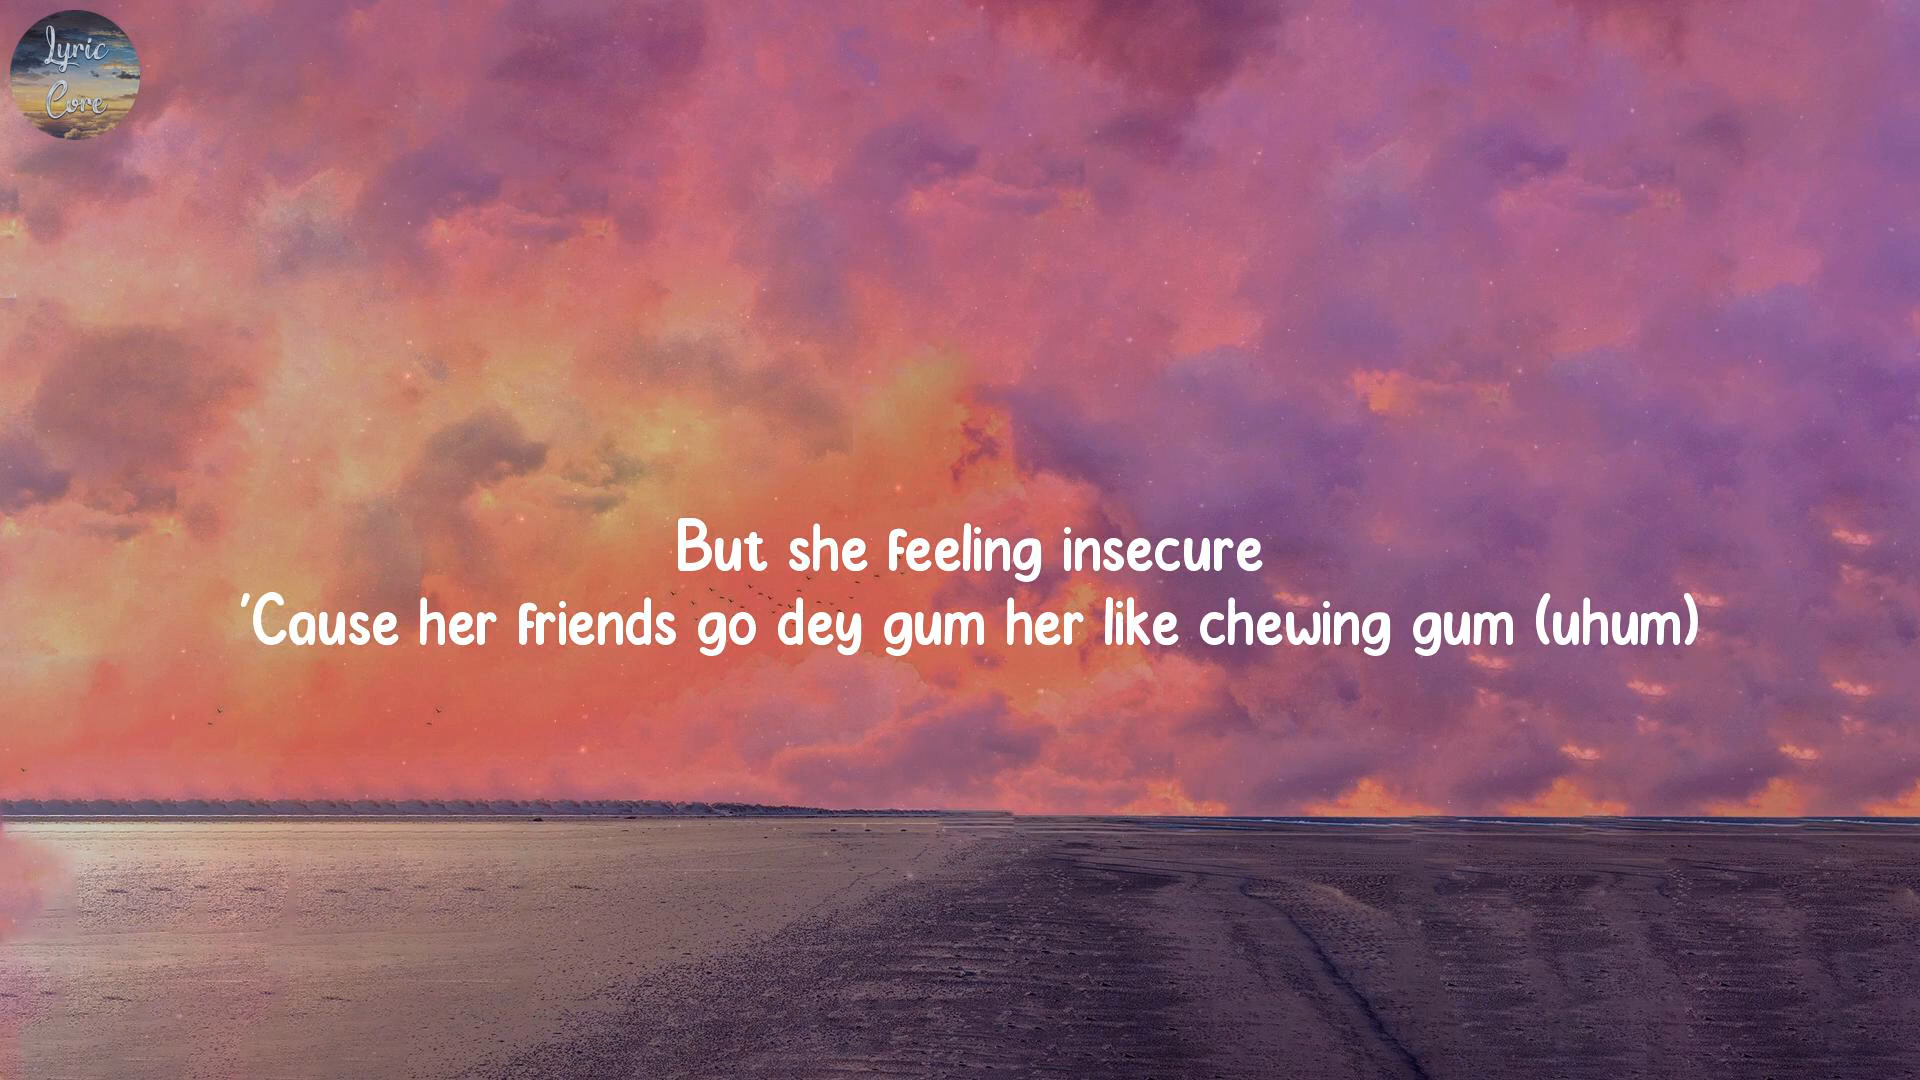 Lyric
Core
But she feeling insecure
'Cause her friends go dey gum her like chewing gum (uhum)